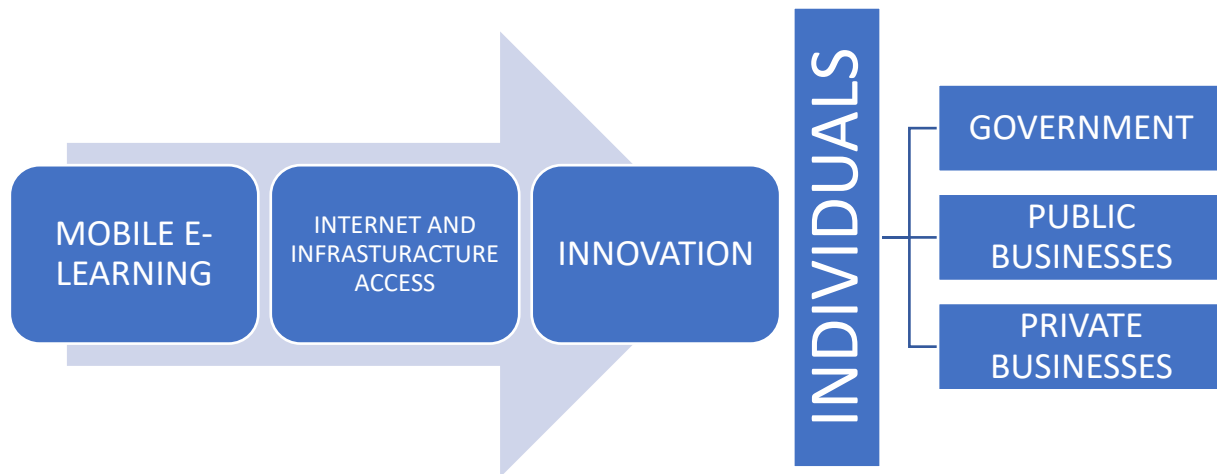 MOBILE E-
LEARNING
INTERNET AND
INFRASTURACTURE
ACCESS
INNOVATION
INDIVIDUALS
GOVERNMENT
PUBLIC
BUSINESSES
PRIVATE
BUSINESSES